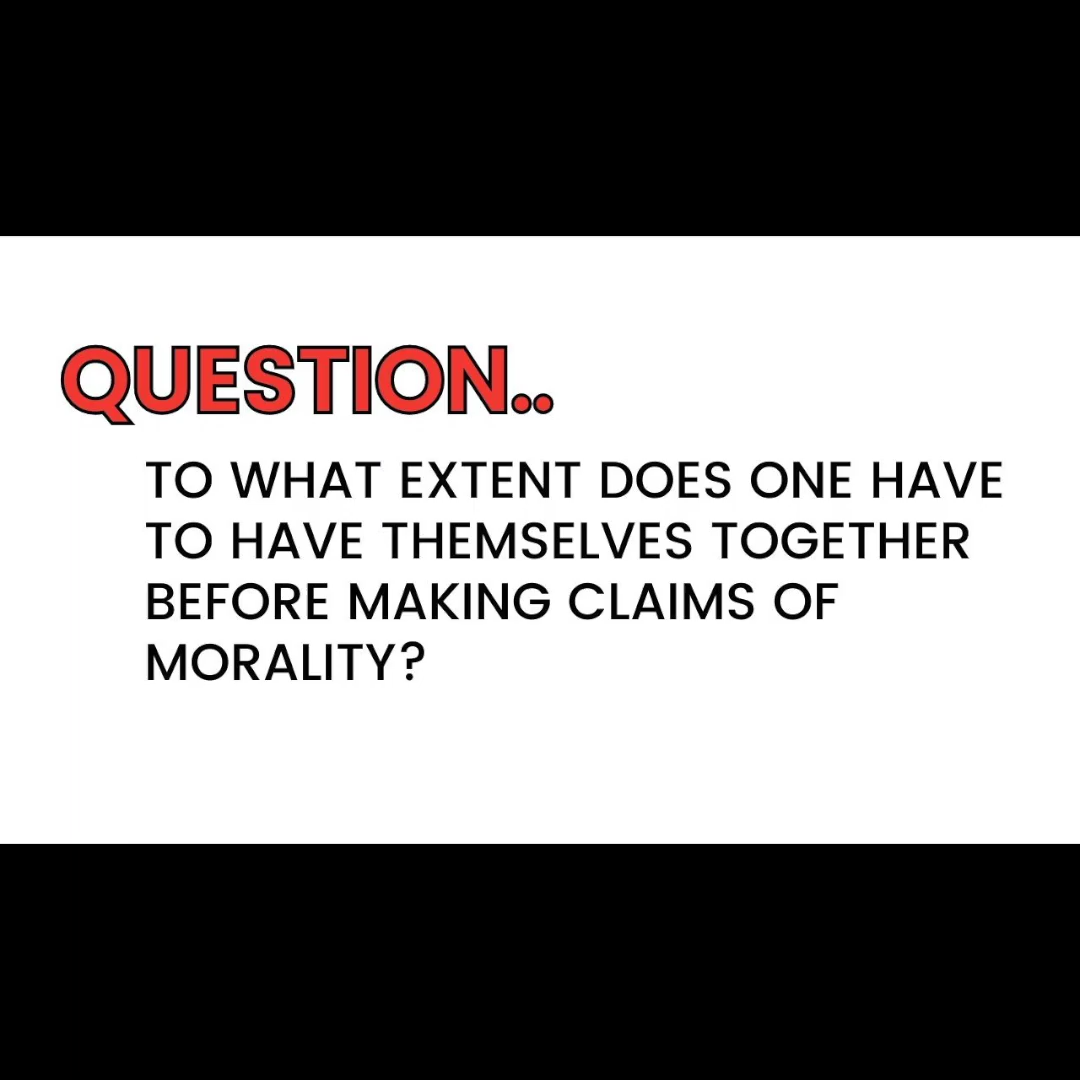 QUESTION..
TO WHAT EXTENT DOES ONE HAVE
TO HAVE THEMSELVES TOGETHER
BEFORE MAKING CLAIMS OF
MORALITY?